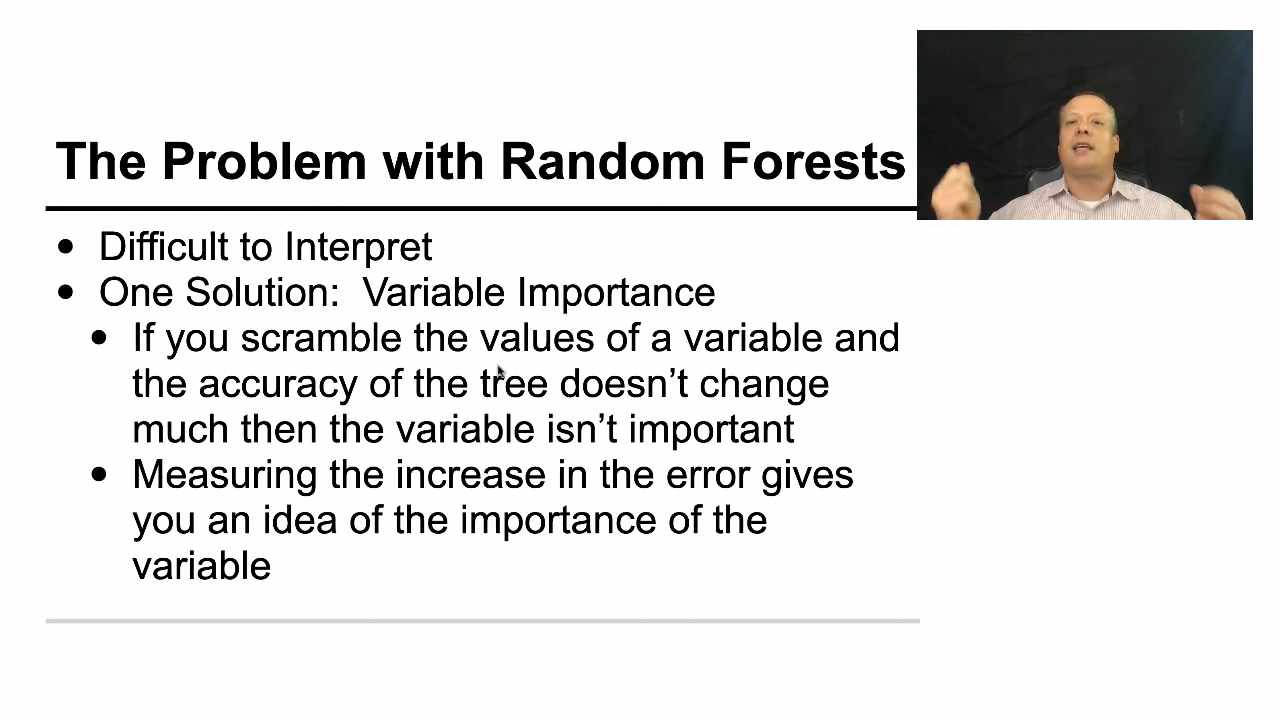 The Problem with Random Forests
• Difficult to Interpret
• One Solution:  Variable Importance
• If you scramble the values of a variable and
the accuracy of the tree doesn’t change
much then the variable isn’t important
• Measuring the increase in the error gives
you an idea of the importance of the
variable